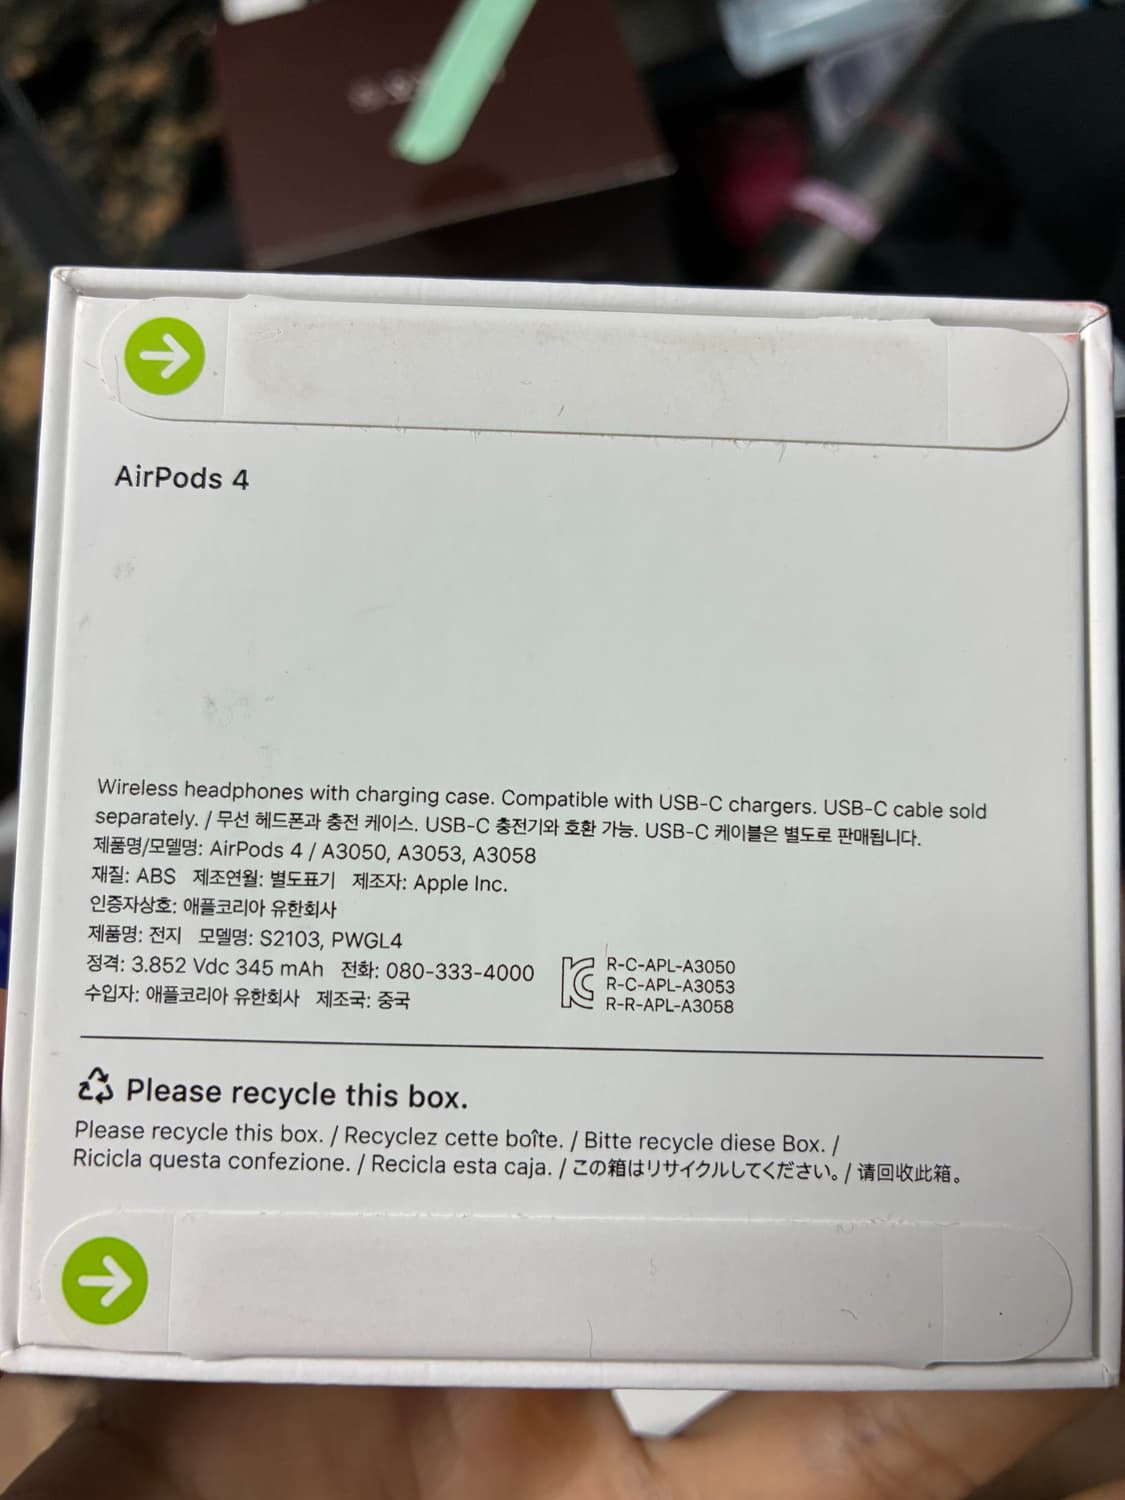 AirPods 4
Wireless headphones with charging case. Compatible with USB-C chargers. USB-C cable sold
separately. / 무선 헤드폰과 충전 케이스. USB-C 충전기와 호환 가능. USB-C 케이블은 별도로 판매됩니다.
제품명/모델명: AirPods 4 / A3050, A3053, A3058
재질: ABS 제조연월: 별도표기 제조자: Apple Inc.
인증자상호: 애플코리아 유한회사
제품명: 전지 모델명: S2103, PWGL4
정격: 3.852 Vdc 345 mAh 전화: 080-333-4000
수입자: 애플코리아 유한회사 제조국: 중국
R-C-APL-A3050
R-C-APL-A3053
R-R-APL-A3058
Please recycle this box.
Please recycle this box. / Recyclez cette boîte. / Bitte recycle diese Box. /
Ricicla questa confezione. / Recicla esta caja. / この箱はリサイクルしてください。/ 请回收此箱。